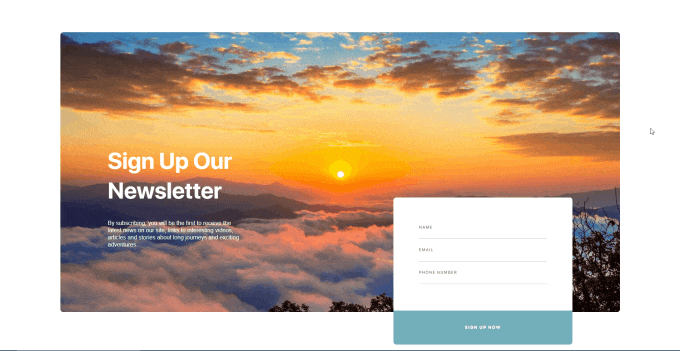 Sign Up Our
Newsletter
By subscribing, you will be the first to receive the
latest news on our site, links to interesting videos,
articles and stories about long journeys and exciting
adventures
NAME
EMAIL
PHONE NUMBER
SIGN UP NOW